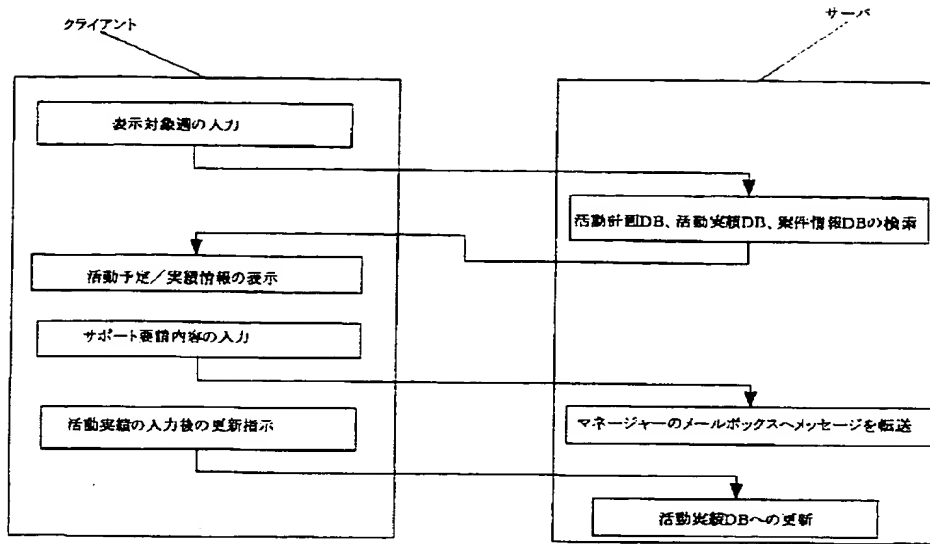 クライアント
サーバ
表示対象週の入力
活動計画DB、活動実績DB、案件情報DBの検索
活動予定／実績情報の表示
サポート要請内容の入力
活動実績の入力後の更新指示
マネージャーのメールボックスへメッセージを転送
活動実績DBへの更新